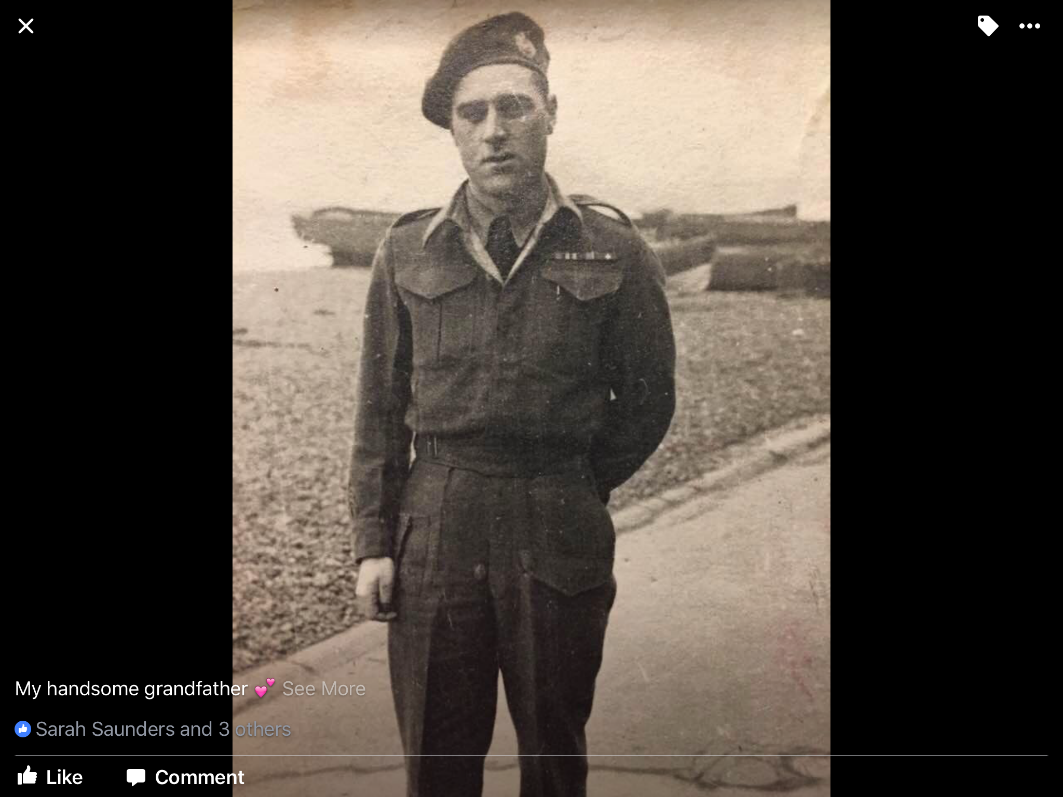 My handsome grandfather 💕 See More
Sarah Saunders and 3 others
Like Comment